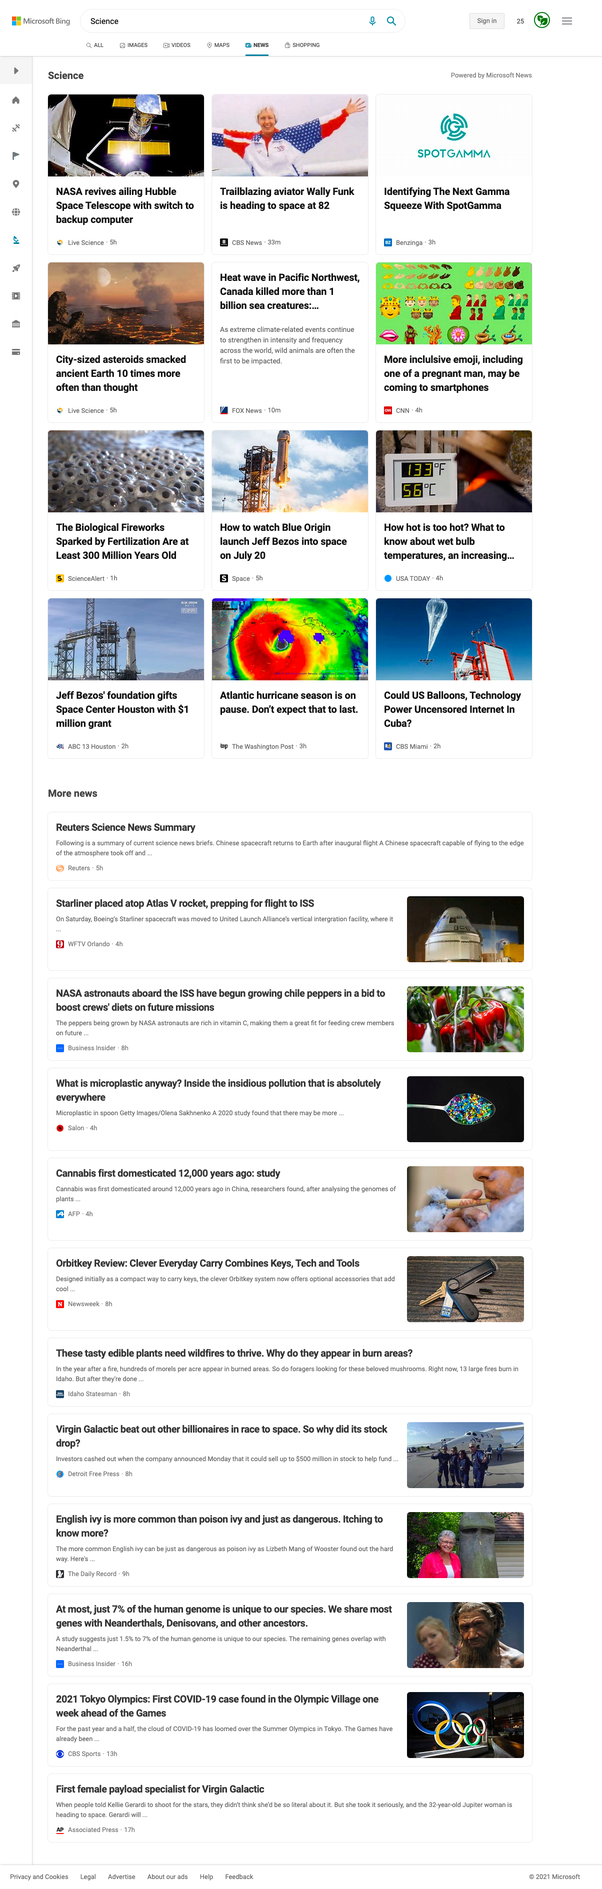 Microsoft Bing
Science
Sign in
25
ALL
IMAGES
VIDEOS
MAPS
NEWS
SHOPPING
Science
Powered by Microsoft News
NASA revives ailing Hubble
Space Telescope with switch to
backup computer
Live Science · 5h
Trailblazing aviator Wally Funk
is heading to space at 82
CBS News · 33m
SPOTGAMMA
Identifying The Next Gamma
Squeeze With SpotGamma
Benzinga · 3h
City-sized asteroids smacked
ancient Earth 10 times more
often than thought
Live Science · 5h
Heat wave in Pacific Northwest,
Canada killed more than 1
billion sea creatures:...
As extreme climate-related events continue
to strengthen in intensity and frequency
across the world, wild animals are often the
first to be impacted.
FOX News · 10m
More inclulsive emoji, including
one of a pregnant man, may be
coming to smartphones
CNN · 4h
The Biological Fireworks
Sparked by Fertilization Are at
Least 300 Million Years Old
ScienceAlert · 1h
How to watch Blue Origin
launch Jeff Bezos into space
on July 20
Space · 5h
133°F
56°C
How hot is too hot? What to
know about wet bulb
temperatures, an increasing...
USA TODAY · 4h
Jeff Bezos' foundation gifts
Space Center Houston with $1
million grant
ABC 13 Houston · 2h
Atlantic hurricane season is on
pause. Don't expect that to last.
The Washington Post · 3h
Could US Balloons, Technology
Power Uncensored Internet In
Cuba?
CBS Miami · 2h
More news
Reuters Science News Summary
Following is a summary of current science news briefs. Chinese spacecraft returns to Earth after inaugural flight A Chinese spacecraft capable of flying to the edge
of the atmosphere took off and ...
Reuters · 5h
Starliner placed atop Atlas V rocket, prepping for flight to ISS
On Saturday, Boeing's Starliner spacecraft was moved to United Launch Alliance's vertical intergration facility, where it
...
WFTV Orlando · 4h
NASA astronauts aboard the ISS have begun growing chile peppers in a bid to
boost crews' diets on future missions
The peppers being grown by NASA astronauts are rich in vitamin C, making them a great fit for feeding crew members
on future ...
Business Insider · 8h
What is microplastic anyway? Inside the insidious pollution that is absolutely
everywhere
Microplastic in spoon Getty Images/Olena Sakhnenko A 2020 study found that there may be more ...
Salon · 4h
Cannabis first domesticated 12,000 years ago: study
Cannabis was first domesticated around 12,000 years ago in China, researchers found, after analysing the genomes of
plants ...
AFP · 4h
Orbitkey Review: Clever Everyday Carry Combines Keys, Tech and Tools
Designed initially as a compact way to carry keys, the clever Orbitkey system now offers optional accessories that add
cool ...
Newsweek · 8h
These tasty edible plants need wildfires to thrive. Why do they appear in burn areas?
In the year after a fire, hundreds of morels per acre appear in burned areas. So do foragers looking for these beloved mushrooms. Right now, 13 large fires burn in
Idaho. But after they're done ...
Idaho Statesman · 8h
Virgin Galactic beat out other billionaires in race to space. So why did its stock
drop?
Investors cashed out when the company announced Monday that it could sell up to $500 million in stock to help fund ...
Detroit Free Press · 8h
English ivy is more common than poison ivy and just as dangerous. Itching to
know more?
The more common English ivy can be just as dangerous as poison ivy as Lizbeth Mang of Wooster found out the hard
way. Here's ...
The Daily Record · 9h
At most, just 7% of the human genome is unique to our species. We share most
genes with Neanderthals, Denisovans, and other ancestors.
A study suggests just 1.5% to 7% of the human genome is unique to our species. The remaining genes overlap with
Neanderthal ...
Business Insider · 16h
2021 Tokyo Olympics: First COVID-19 case found in the Olympic Village one
week ahead of the Games
For the past year and a half, the cloud of COVID-19 has loomed over the Summer Olympics in Tokyo. The Games have
already been ...
CBS Sports · 13h
First female payload specialist for Virgin Galactic
When people told Kellie Gerardi to shoot for the stars, they didn't think she'd be so literal about it. But she took it seriously, and the 32-year-old Jupiter woman is
heading to space. Gerardi will ...
Associated Press · 17h
Privacy and Cookies
Legal
Advertise
About our ads
Help
Feedback
© 2021 Microsoft